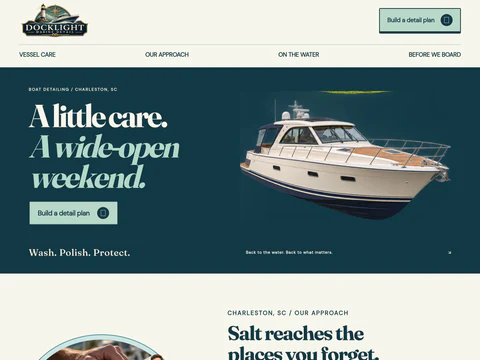 DOCKLIGHT
MARINE DETAIL
Build a detail plan
VESSEL CARE
OUR APPROACH
ON THE WATER
BEFORE WE BOARD
BOAT DETAILING / CHARLESTON, SC
A little care.
A wide-open
weekend.
Build a detail plan
Wash. Polish. Protect.
Back to the water. Back to what matters.
CHARLESTON, SC / OUR APPROACH
Salt reaches the
places you forget.